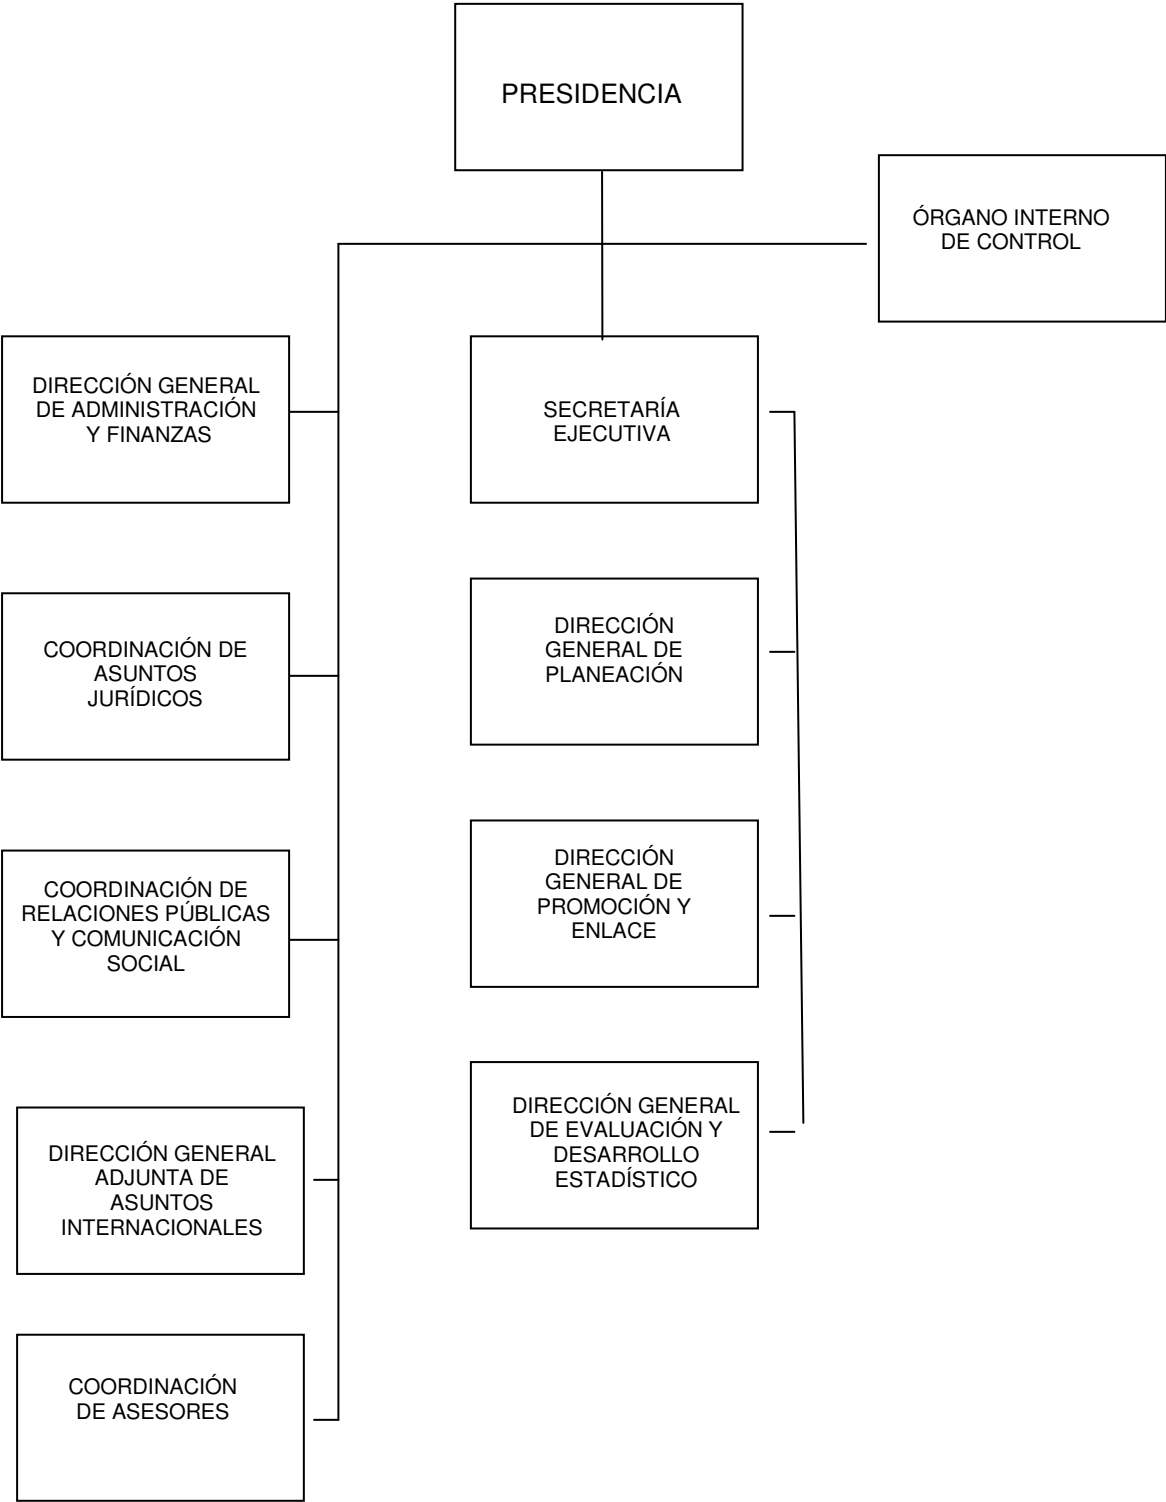 PRESIDENCIA
ÓRGANO INTERNO
DE CONTROL
DIRECCIÓN GENERAL
DE ADMINISTRACIÓN
Y FINANZAS
SECRETARÍA
EJECUTIVA
COORDINACIÓN DE
ASUNTOS
JURÍDICOS
DIRECCIÓN
GENERAL DE
PLANEACIÓN
COORDINACIÓN DE
RELACIONES PÚBLICAS
Y COMUNICACIÓN
SOCIAL
DIRECCIÓN
GENERAL DE
PROMOCIÓN Y
ENLACE
DIRECCIÓN GENERAL
ADJUNTA DE
ASUNTOS
INTERNACIONALES
DIRECCIÓN GENERAL
DE EVALUACIÓN Y
DESARROLLO
ESTADÍSTICO
COORDINACIÓN
DE ASESORES